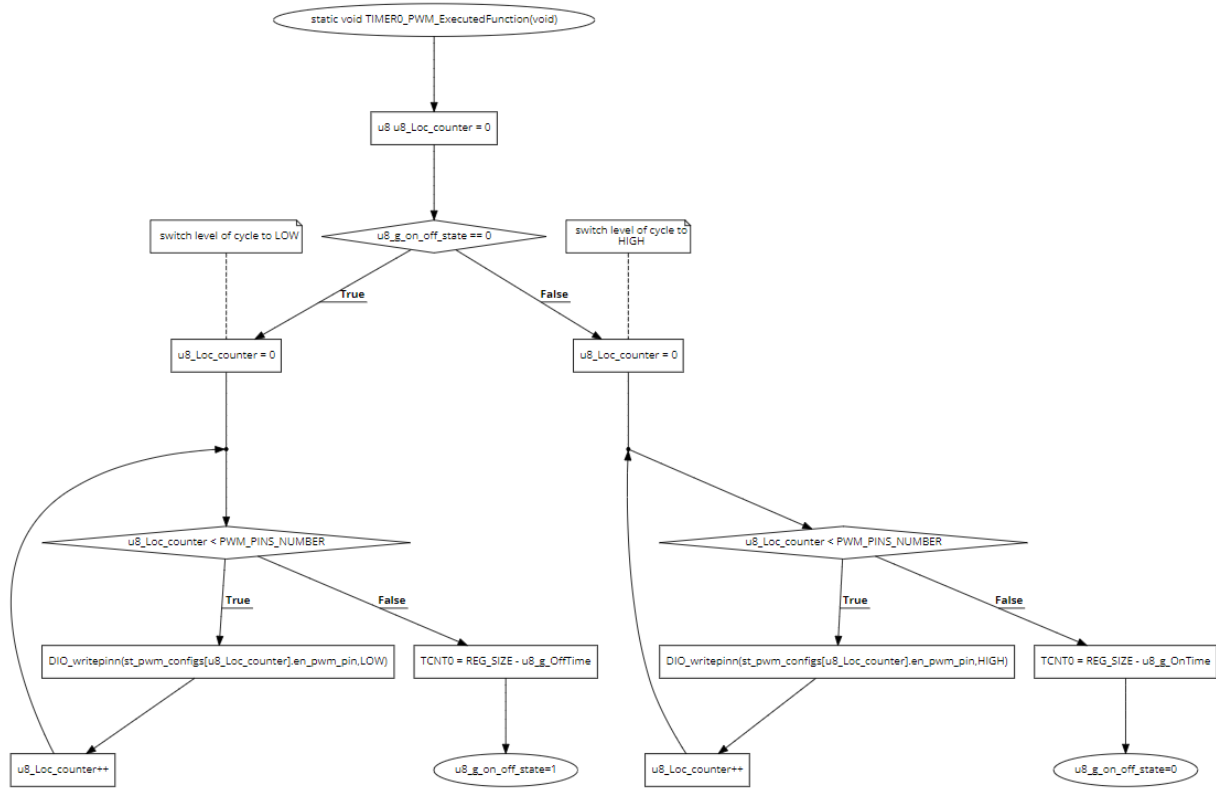 static void TIMER0_PWM_ExecutedFunction(void)
u8 u8_Loc_counter = 0
switch level of cycle to LOW
u8_g_on_off_state == 0
switch level of cycle to
HIGH
True
False
u8_Loc_counter = 0
u8_Loc_counter = 0
u8_Loc_counter < PWM_PINS_NUMBER
u8_Loc_counter < PWM_PINS_NUMBER
True
False
True
False
DIO_writepinn(st_pwm_configs[u8_Loc_counter].en_pwm_pin,LOW)
TCNT0 = REG_SIZE - u8_g_OffTime
DIO_writepinn(st_pwm_configs[u8_Loc_counter].en_pwm_pin,HIGH)
TCNT0 = REG_SIZE - u8_g_OnTime
u8_Loc_counter++
u8_g_on_off_state=1
u8_Loc_counter++
u8_g_on_off_state=0